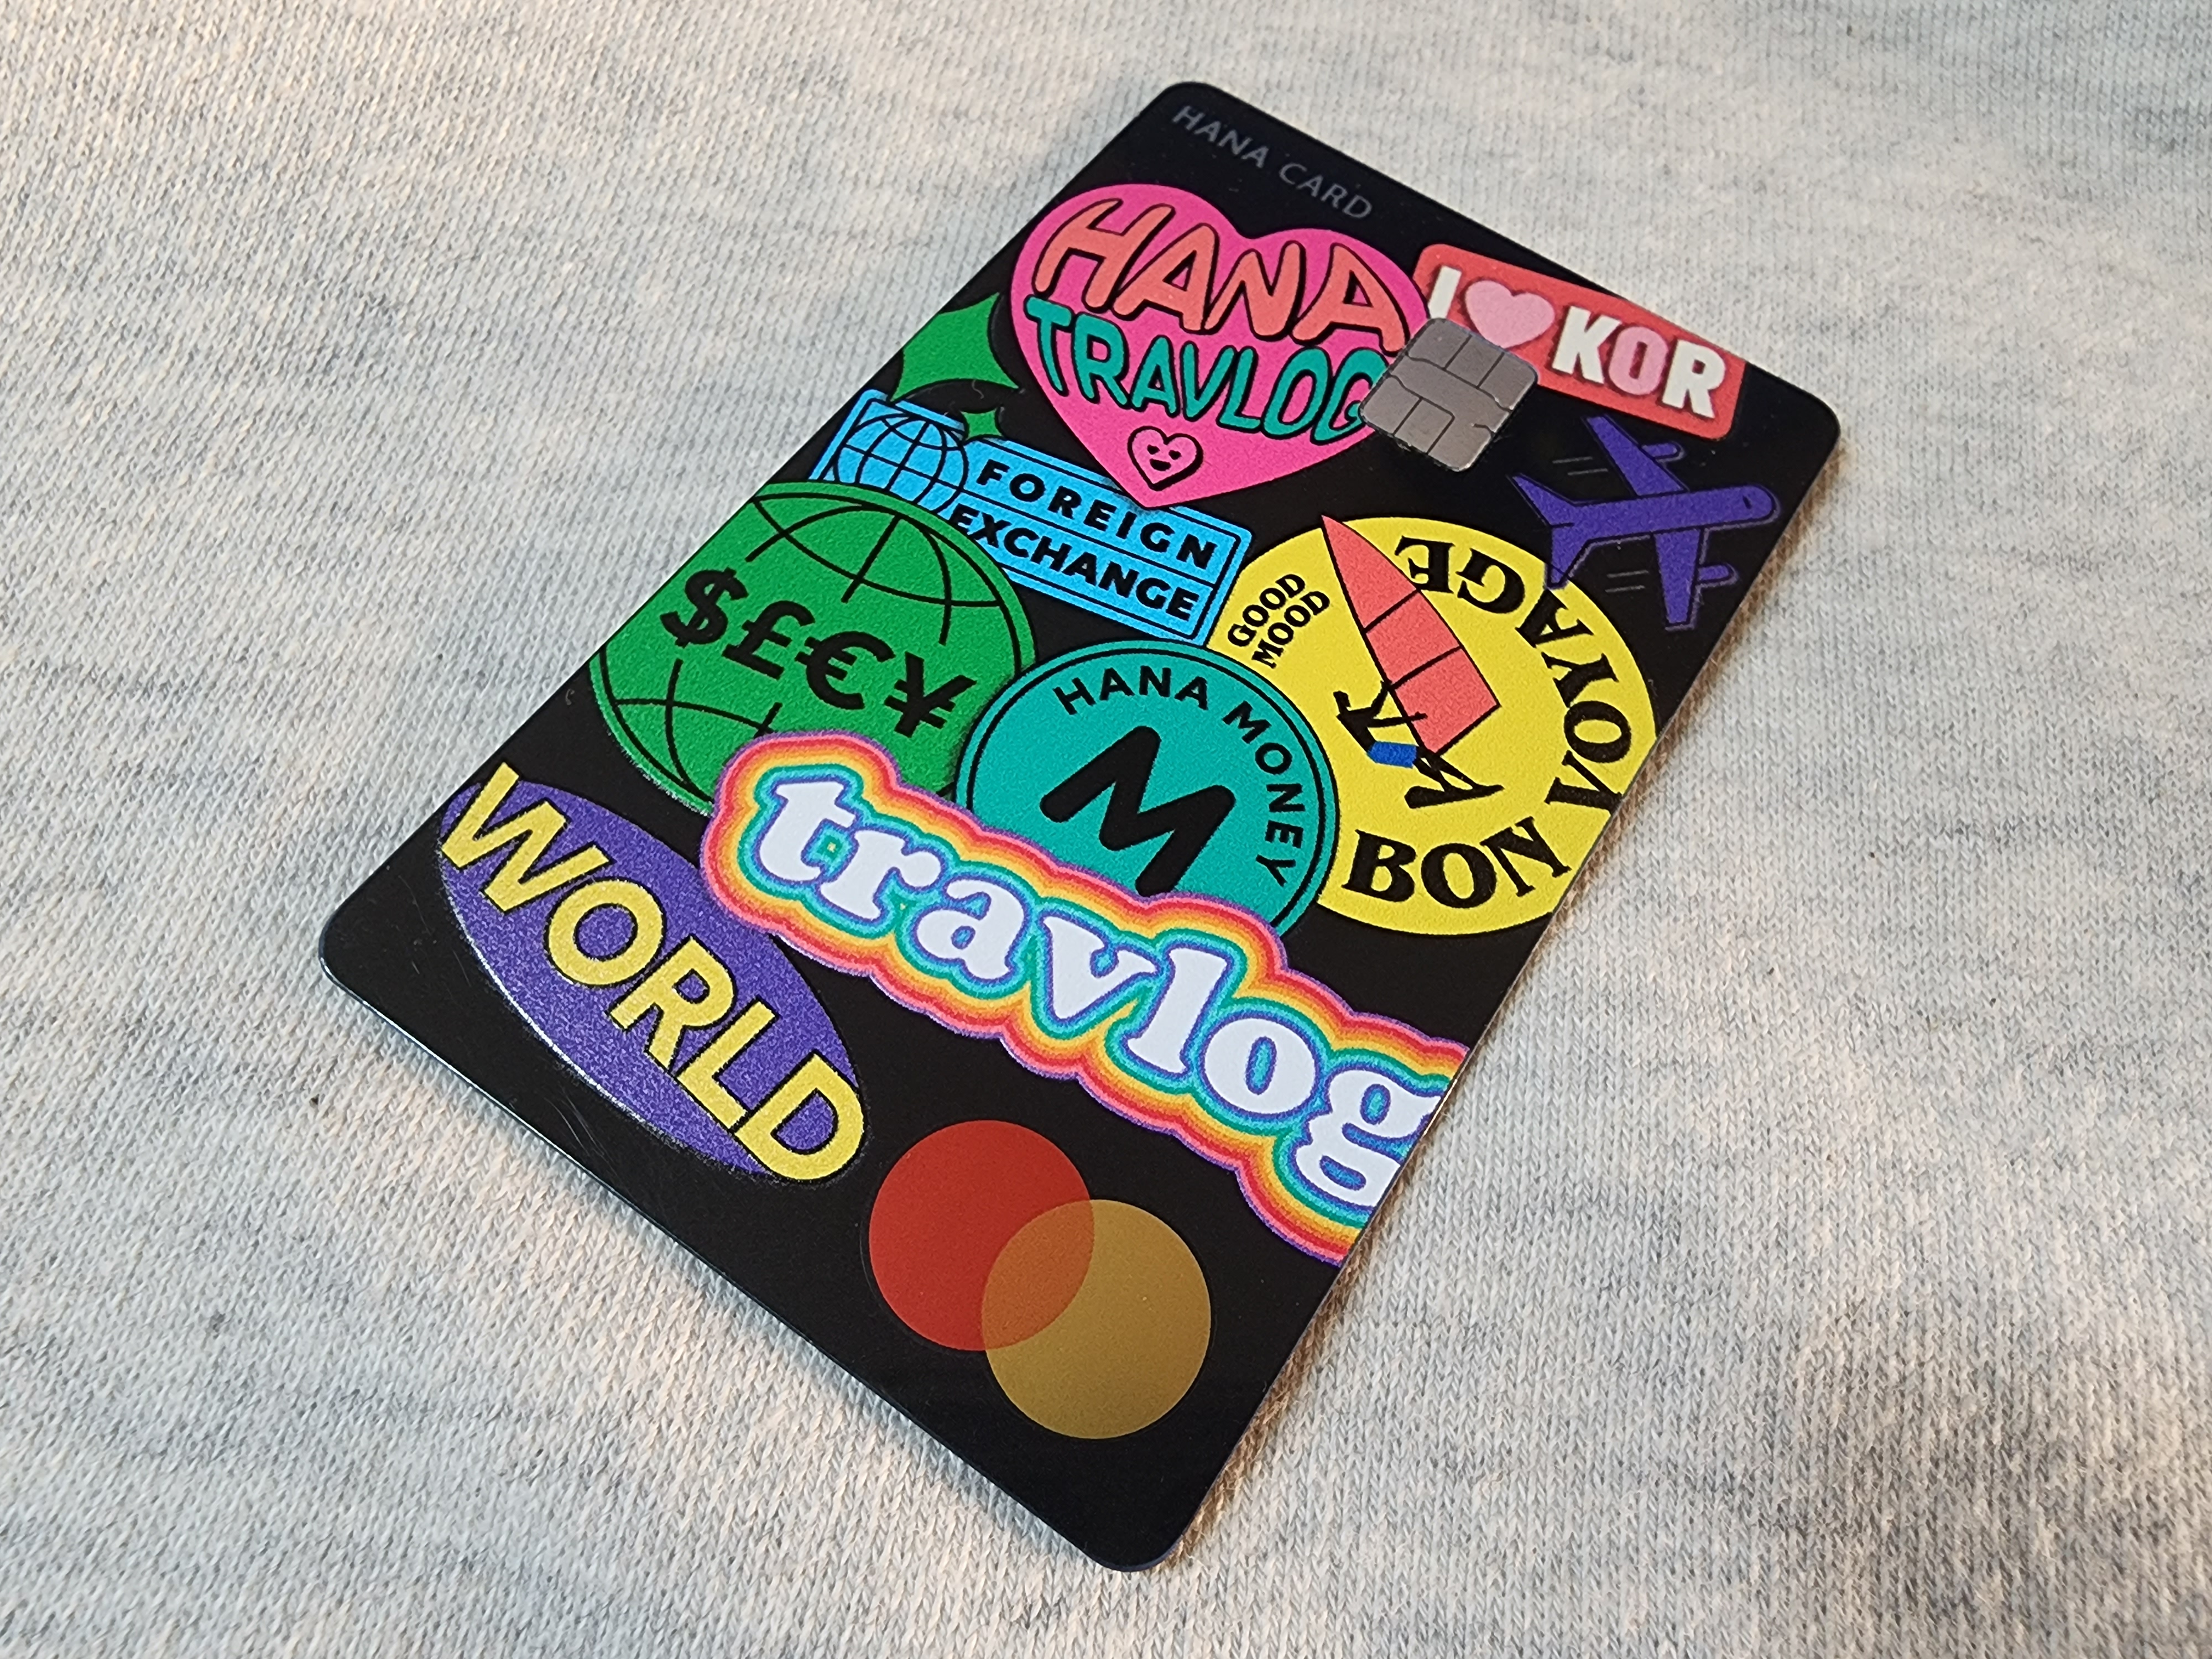 HANA CARD
HANA
TRAVLOG
I ♥ KOR
FOREIGN
EXCHANGE
$£€¥
GOOD
MOOD
BON VOYAGE
HANA MONEY
M
travlog
WORLD